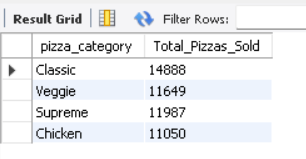 Result Grid Filter Rows:
pizza_category Total_Pizzas_Sold
Classic 14888
Veggie 11649
Supreme 11987
Chicken 11050